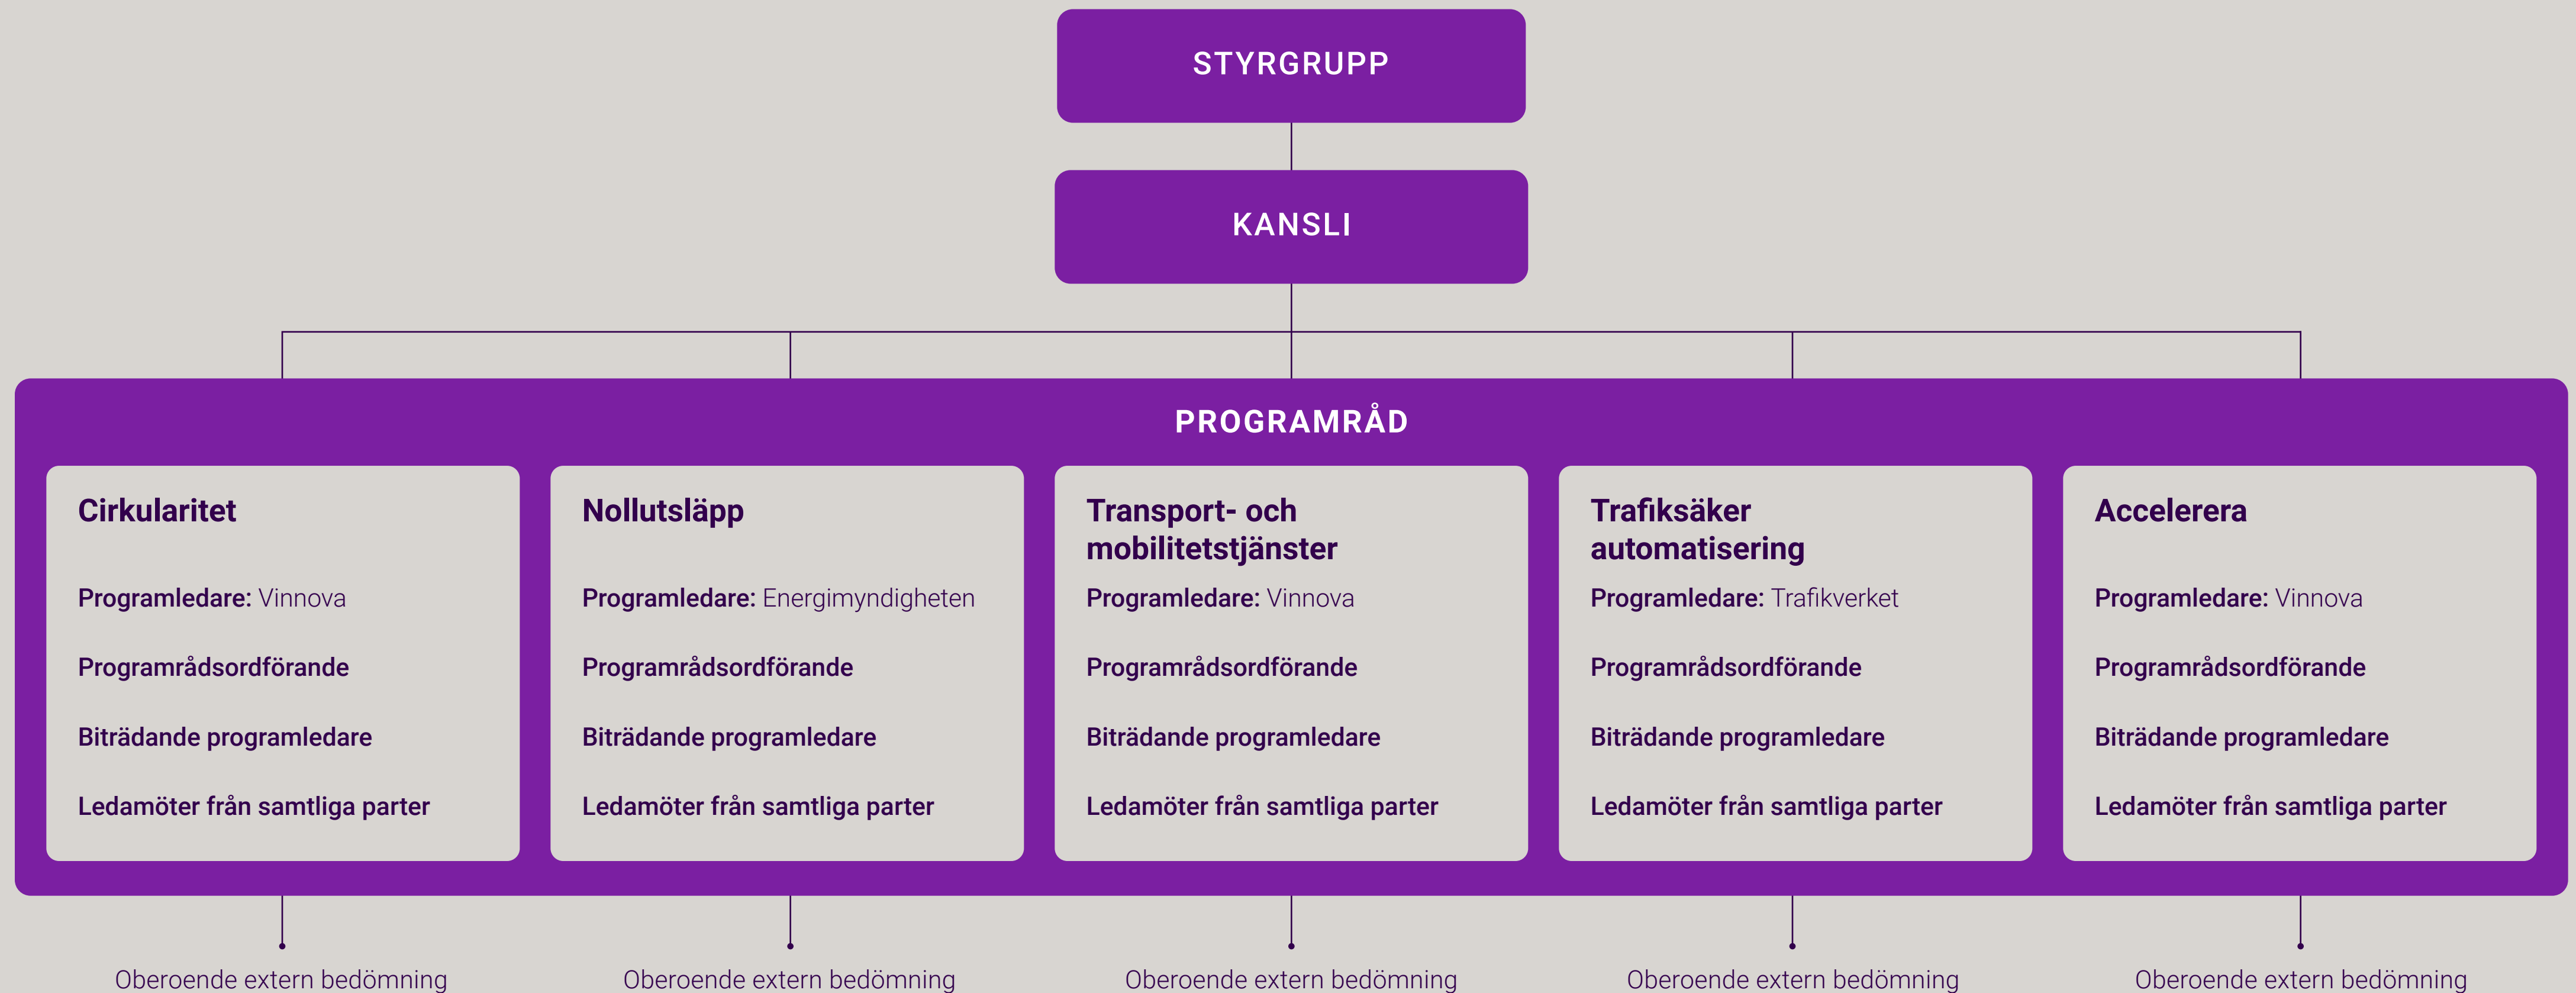 STYRGRUPP
KANSLI
PROGRAMRÅD
Cirkularitet
Programledare: Vinnova
Programrådsordförande
Biträdande programledare
Ledamöter från samtliga parter
Nollutsläpp
Programledare: Energimyndigheten
Programrådsordförande
Biträdande programledare
Ledamöter från samtliga parter
Transport- och
mobilitetstjänster
Programledare: Vinnova
Programrådsordförande
Biträdande programledare
Ledamöter från samtliga parter
Trafiksäker
automatisering
Programledare: Trafikverket
Programrådsordförande
Biträdande programledare
Ledamöter från samtliga parter
Accelerera
Programledare: Vinnova
Programrådsordförande
Biträdande programledare
Ledamöter från samtliga parter
Oberoende extern bedömning
Oberoende extern bedömning
Oberoende extern bedömning
Oberoende extern bedömning
Oberoende extern bedömning